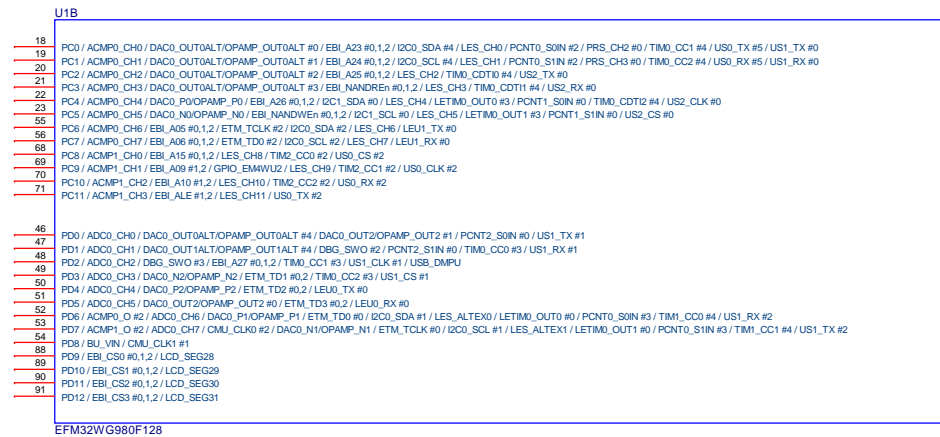 U1B
18 PC0 / ACMP0_CH0 / DAC0_OUT0ALT/OPAMP_OUT0ALT #0 / EBI_A23 #0,1,2 / I2C0_SDA #4 / LES_CH0 / PCNT0_S0IN #2 / PRS_CH2 #0 / TIM0_CC1 #4 / US0_TX #5 / US1_TX #0
19 PC1 / ACMP0_CH1 / DAC0_OUT0ALT/OPAMP_OUT0ALT #1 / EBI_A24 #0,1,2 / I2C0_SCL #4 / LES_CH1 / PCNT0_S1IN #2 / PRS_CH3 #0 / TIM0_CC2 #4 / US0_RX #5 / US1_RX #0
20 PC2 / ACMP0_CH2 / DAC0_OUT0ALT/OPAMP_OUT0ALT #2 / EBI_A25 #0,1,2 / LES_CH2 / TIM0_CDTI0 #4 / US2_TX #0
21 PC3 / ACMP0_CH3 / DAC0_OUT0ALT/OPAMP_OUT0ALT #3 / EBI_NANDREn #0,1,2 / LES_CH3 / TIM0_CDTI1 #4 / US2_RX #0
22 PC4 / ACMP0_CH4 / DAC0_P0/OPAMP_P0 / EBI_A26 #0,1,2 / I2C1_SDA #0 / LES_CH4 / LETIM0_OUT0 #3 / PCNT1_S0IN #0 / TIM0_CDTI2 #4 / US2_CLK #0
23 PC5 / ACMP0_CH5 / DAC0_N0/OPAMP_N0 / EBI_NANDWEn #0,1,2 / I2C1_SCL #0 / LES_CH5 / LETIM0_OUT1 #3 / PCNT1_S1IN #0 / US2_CS #0
55 PC6 / ACMP0_CH6 / EBI_A05 #0,1,2 / ETM_TCLK #2 / I2C0_SDA #2 / LES_CH6 / LEU1_TX #0
56 PC7 / ACMP0_CH7 / EBI_A06 #0,1,2 / ETM_TD0 #2 / I2C0_SCL #2 / LES_CH7 / LEU1_RX #0
68 PC8 / ACMP1_CH0 / EBI_A15 #0,1,2 / LES_CH8 / TIM2_CC0 #2 / US0_CS #2
69 PC9 / ACMP1_CH1 / EBI_A09 #1,2 / GPIO_EM4WU2 / LES_CH9 / TIM2_CC1 #2 / US0_CLK #2
70 PC10 / ACMP1_CH2 / EBI_A10 #1,2 / LES_CH10 / TIM2_CC2 #2 / US0_RX #2
71 PC11 / ACMP1_CH3 / EBI_ALE #1,2 / LES_CH11 / US0_TX #2
46 PD0 / ADC0_CH0 / DAC0_OUT0ALT/OPAMP_OUT0ALT #4 / DAC0_OUT2/OPAMP_OUT2 #1 / PCNT2_S0IN #0 / US1_TX #1
47 PD1 / ADC0_CH1 / DAC0_OUT1ALT/OPAMP_OUT1ALT #4 / DBG_SWO #2 / PCNT2_S1IN #0 / TIM0_CC0 #3 / US1_RX #1
48 PD2 / ADC0_CH2 / DBG_SWO #3 / EBI_A27 #0,1,2 / TIM0_CC1 #3 / US1_CLK #1 / USB_DMPU
49 PD3 / ADC0_CH3 / DAC0_N2/OPAMP_N2 / ETM_TD1 #0,2 / TIM0_CC2 #3 / US1_CS #1
50 PD4 / ADC0_CH4 / DAC0_P2/OPAMP_P2 / ETM_TD2 #0,2 / LEU0_TX #0
51 PD5 / ADC0_CH5 / DAC0_OUT2/OPAMP_OUT2 #0 / ETM_TD3 #0,2 / LEU0_RX #0
52 PD6 / ACMP0_O #2 / ADC0_CH6 / DAC0_P1/OPAMP_P1 / ETM_TD0 #0 / I2C0_SDA #1 / LES_ALTEX0 / LETIM0_OUT0 #0 / PCNT0_S0IN #3 / TIM1_CC0 #4 / US1_RX #2
53 PD7 / ACMP1_O #2 / ADC0_CH7 / CMU_CLK0 #2 / DAC0_N1/OPAMP_N1 / ETM_TCLK #0 / I2C0_SCL #1 / LES_ALTEX1 / LETIM0_OUT1 #0 / PCNT0_S1IN #3 / TIM1_CC1 #4 / US1_TX #2
54 PD8 / BU_VIN / CMU_CLK1 #1
88 PD9 / EBI_CS0 #0,1,2 / LCD_SEG28
89 PD10 / EBI_CS1 #0,1,2 / LCD_SEG29
90 PD11 / EBI_CS2 #0,1,2 / LCD_SEG30
91 PD12 / EBI_CS3 #0,1,2 / LCD_SEG31
EFM32WG980F128